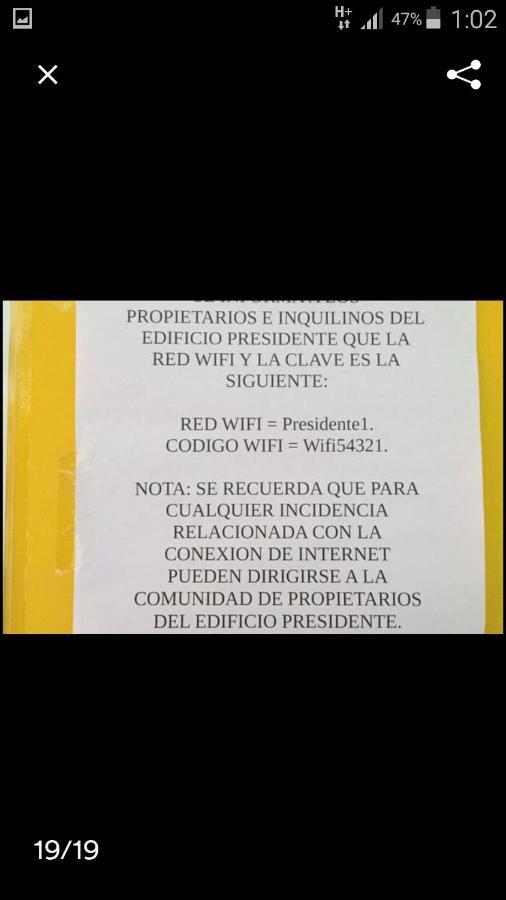 H+ 47% 1:02
PROPIETARIOS E INQUILINOS DEL
EDIFICIO PRESIDENTE QUE LA
RED WIFI Y LA CLAVE ES LA
SIGUIENTE:
RED WIFI = Presidente1.
CODIGO WIFI = Wifi54321.
NOTA: SE RECUERDA QUE PARA
CUALQUIER INCIDENCIA
RELACIONADA CON LA
CONEXION DE INTERNET
PUEDEN DIRIGIRSE A LA
COMUNIDAD DE PROPIETARIOS
DEL EDIFICIO PRESIDENTE.
19/19